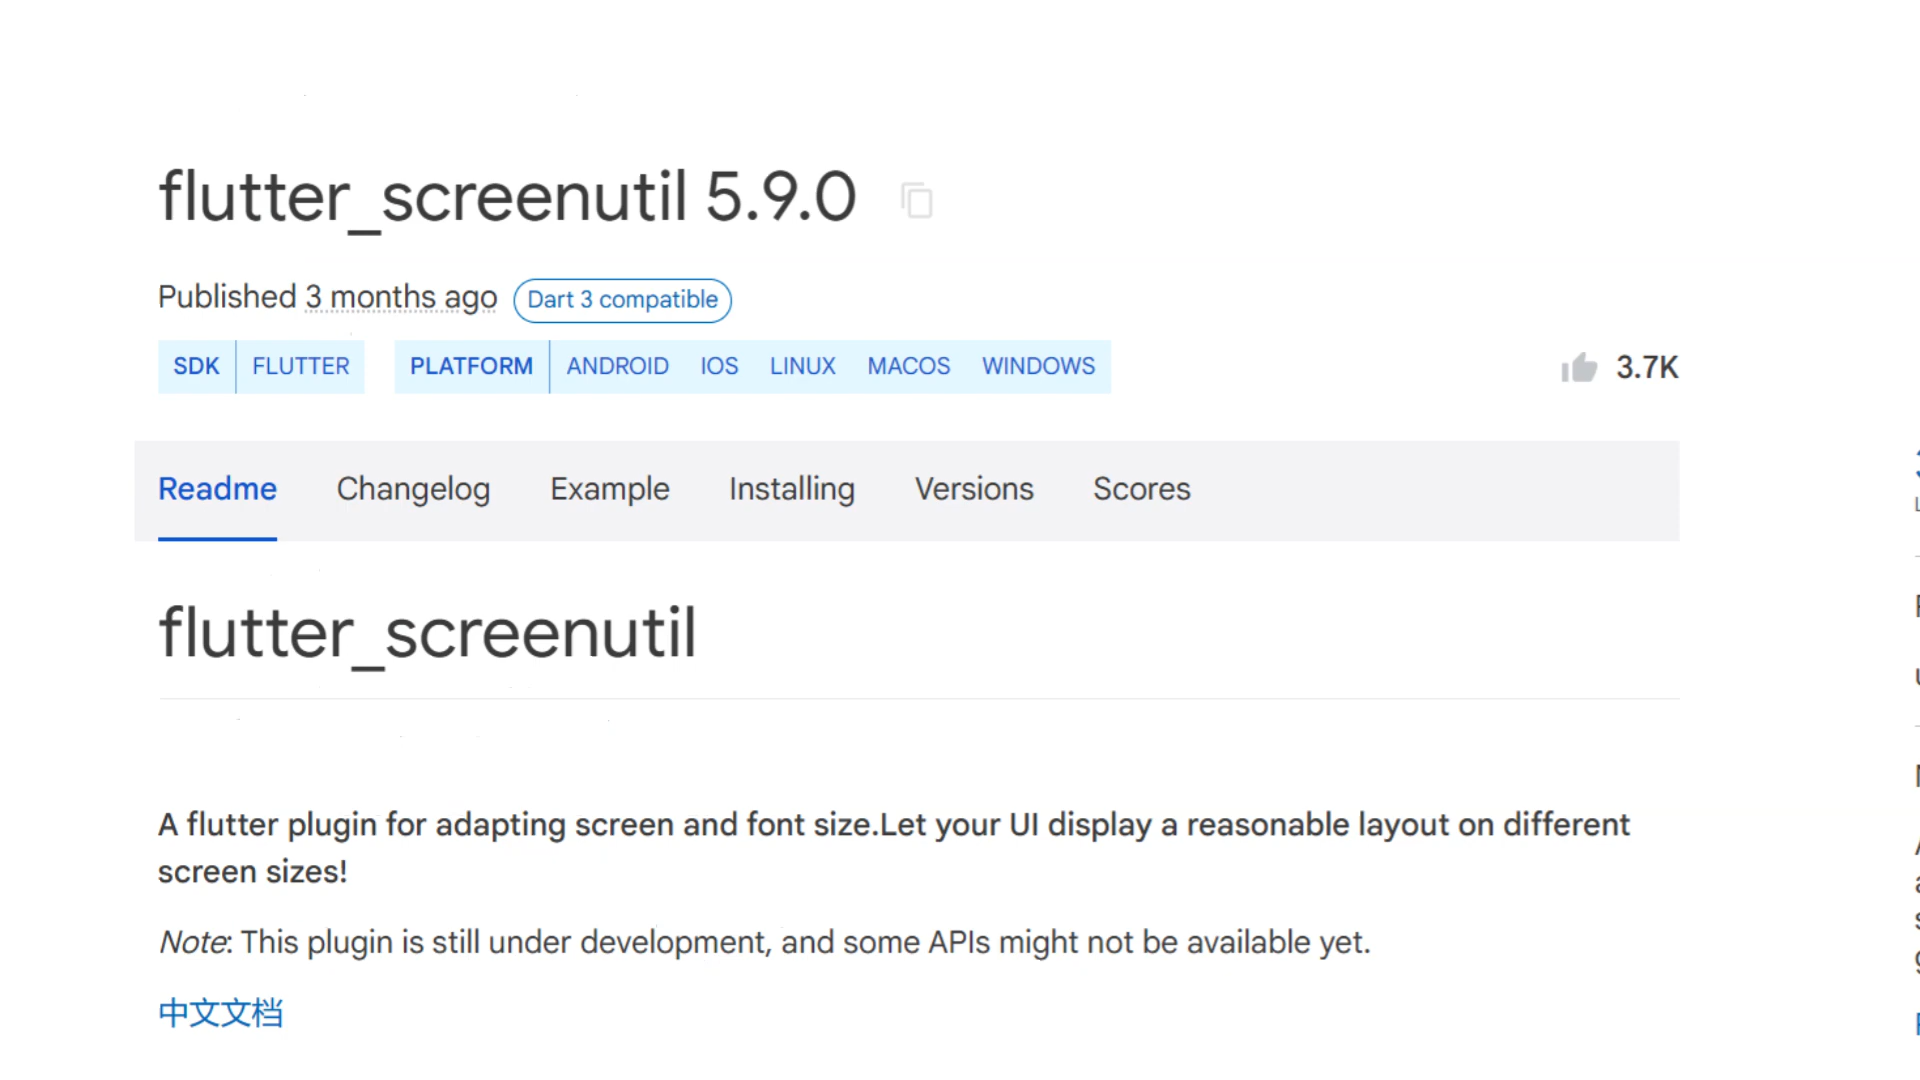 flutter_screenutil 5.9.0
Published 3 months ago Dart 3 compatible
SDK FLUTTER PLATFORM ANDROID IOS LINUX MACOS WINDOWS 3.7K
Readme Changelog Example Installing Versions Scores
flutter_screenutil
A flutter plugin for adapting screen and font size.Let your UI display a reasonable layout on different
screen sizes!
Note: This plugin is still under development, and some APIs might not be available yet.
中文文档